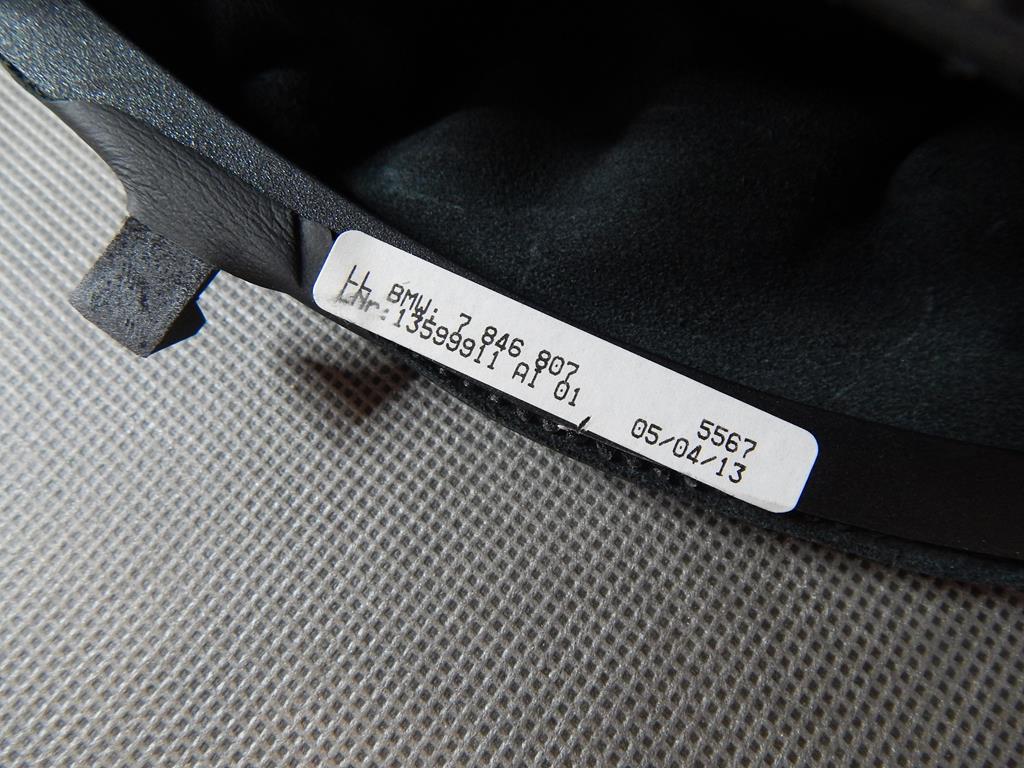 LL BMW: 7 846 807
LNr:13599911 AI 01
5567
05/04/13